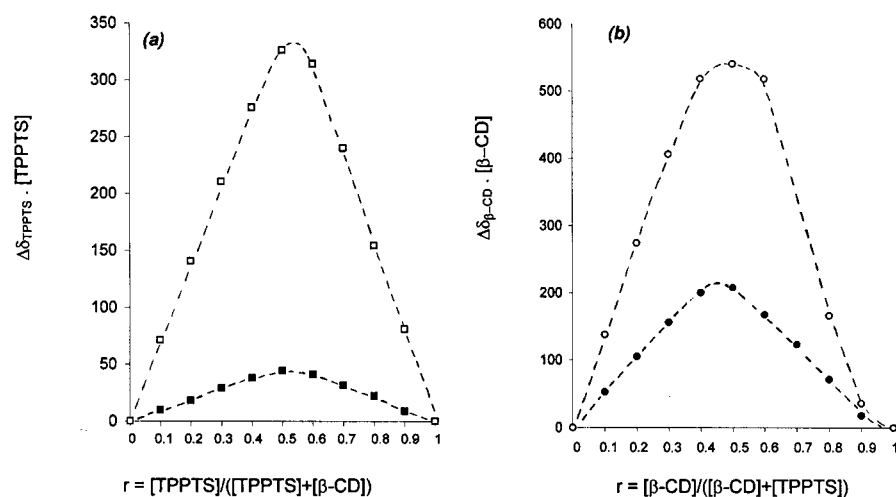 (a)
350
300
250
200
150
100
50
0
ΔδTPPTS · [TPPTS]
0 0.1 0.2 0.3 0.4 0.5 0.6 0.7 0.8 0.9 1
r = [TPPTS]/([TPPTS]+[β-CD])
(b)
600
500
400
300
200
100
0
Δδβ-CD · [β-CD]
0 0.1 0.2 0.3 0.4 0.5 0.6 0.7 0.8 0.9 1
r = [β-CD]/([β-CD]+[TPPTS])